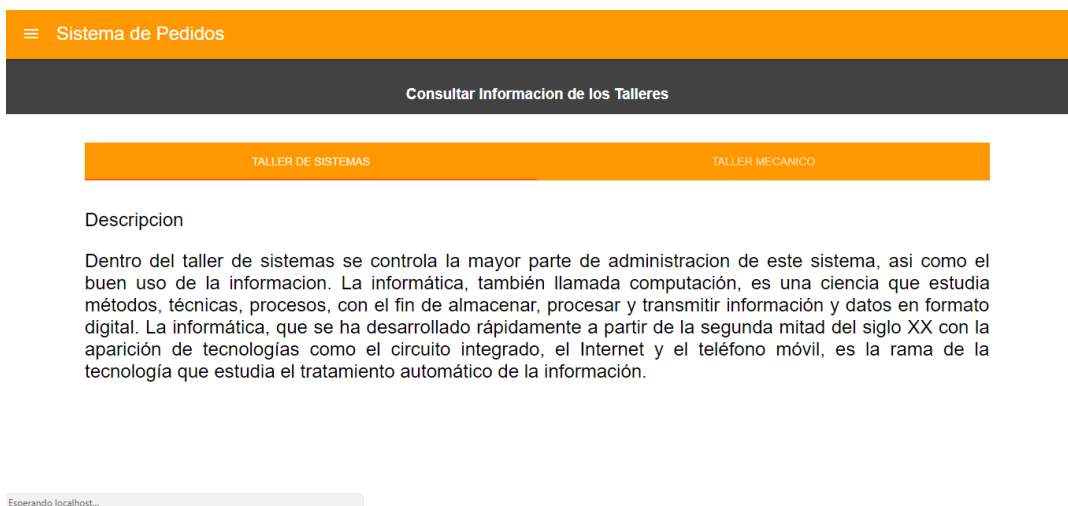 Sistema de Pedidos
Consultar Informacion de los Talleres
TALLER DE SISTEMAS
TALLER MECANICO
Descripcion
Dentro del taller de sistemas se controla la mayor parte de administracion de este sistema, asi como el
buen uso de la informacion. La informática, también llamada computación, es una ciencia que estudia
métodos, técnicas, procesos, con el fin de almacenar, procesar y transmitir información y datos en formato
digital. La informática, que se ha desarrollado rápidamente a partir de la segunda mitad del siglo XX con la
aparición de tecnologías como el circuito integrado, el Internet y el teléfono móvil, es la rama de la
tecnología que estudia el tratamiento automático de la información.
Esperando localhost...